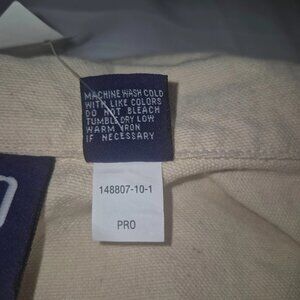 MACHINE WASH COLD
WITH LIKE COLORS
DO NOT BLEACH
TUMBLE DRY LOW
WARM IRON
IF NECESSARY
148807-10-1
PRO